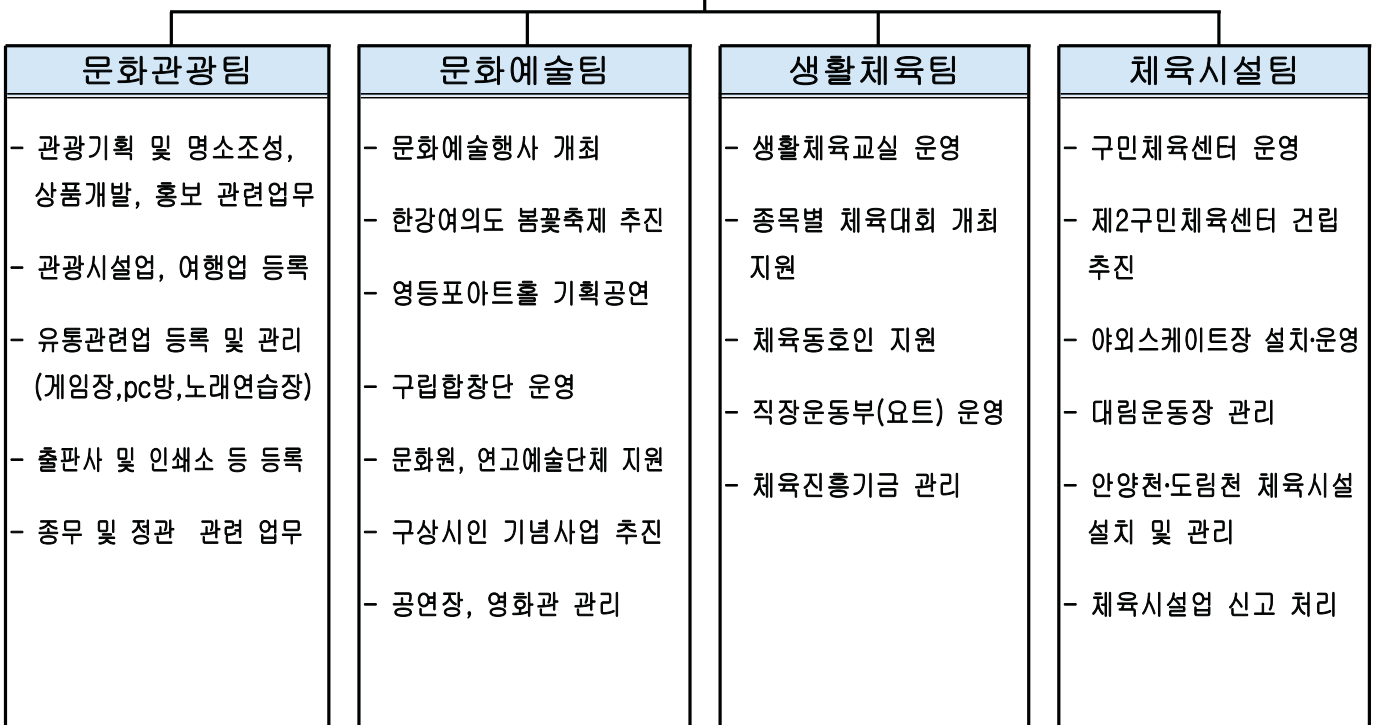 문화관광팀
- 관광기획 및 명소조성,
상품개발, 홍보 관련업무
- 관광시설업, 여행업 등록
- 유통관련업 등록 및 관리
(게임장,pc방,노래연습장)
- 출판사 및 인쇄소 등 등록
- 종무 및 정관 관련 업무
문화예술팀
- 문화예술행사 개최
- 한강여의도 봄꽃축제 추진
- 영등포아트홀 기획공연
- 구립합창단 운영
- 문화원, 연고예술단체 지원
- 구상시인 기념사업 추진
- 공연장, 영화관 관리
생활체육팀
- 생활체육교실 운영
- 종목별 체육대회 개최
지원
- 체육동호인 지원
- 직장운동부(요트) 운영
- 체육진흥기금 관리
체육시설팀
- 구민체육센터 운영
- 제2구민체육센터 건립
추진
- 야외스케이트장 설치·운영
- 대림운동장 관리
- 안양천·도림천 체육시설
설치 및 관리
- 체육시설업 신고 처리